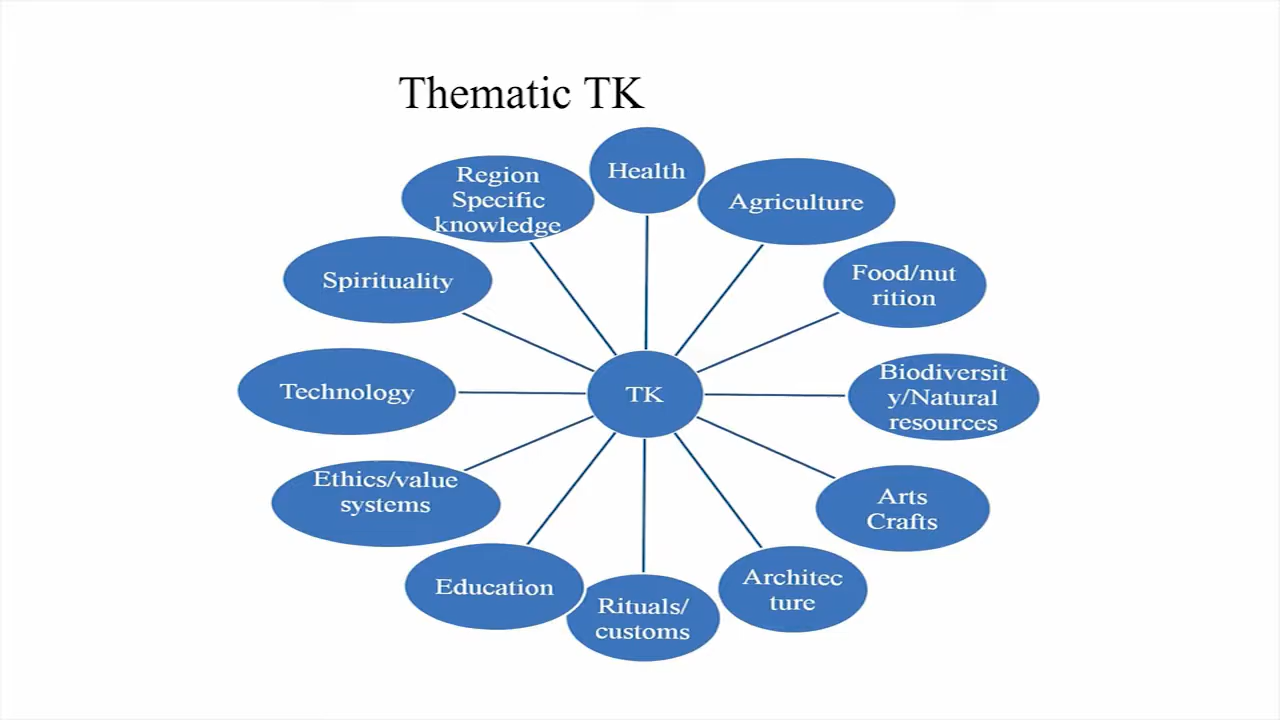 Thematic TK
Health
Agriculture
Food/nut
rition
Biodiversit
y/Natural
resources
Arts
Crafts
Architec
ture
Rituals/
customs
Education
Ethics/value
systems
Technology
Spirituality
Region
Specific
knowledge
TK